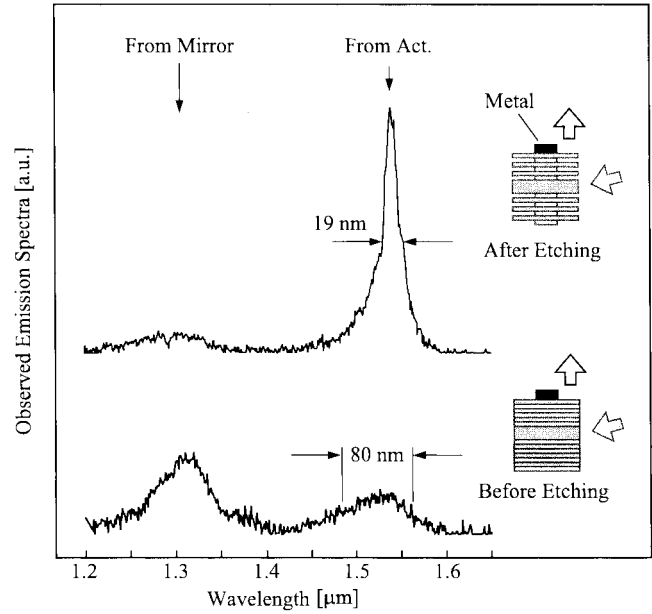 From Mirror
From Act.
Metal
19 nm
After Etching
80 nm
Before Etching
Observed Emission Spectra [a.u.]
1.2 1.3 1.4 1.5 1.6
Wavelength [μm]